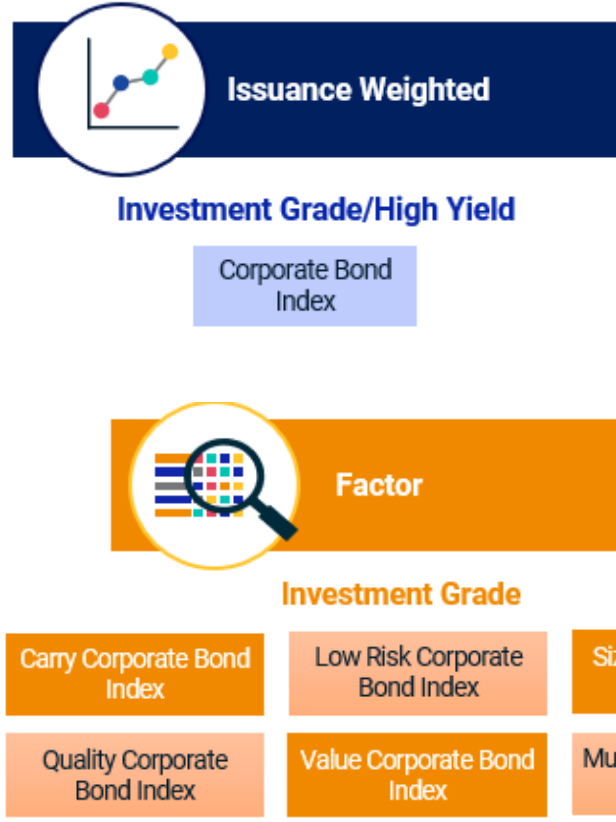 Issuance Weighted
Investment Grade/High Yield
Corporate Bond
Index
Factor
Investment Grade
Carry Corporate Bond
Index
Low Risk Corporate
Bond Index
Quality Corporate
Bond Index
Value Corporate Bond
Index